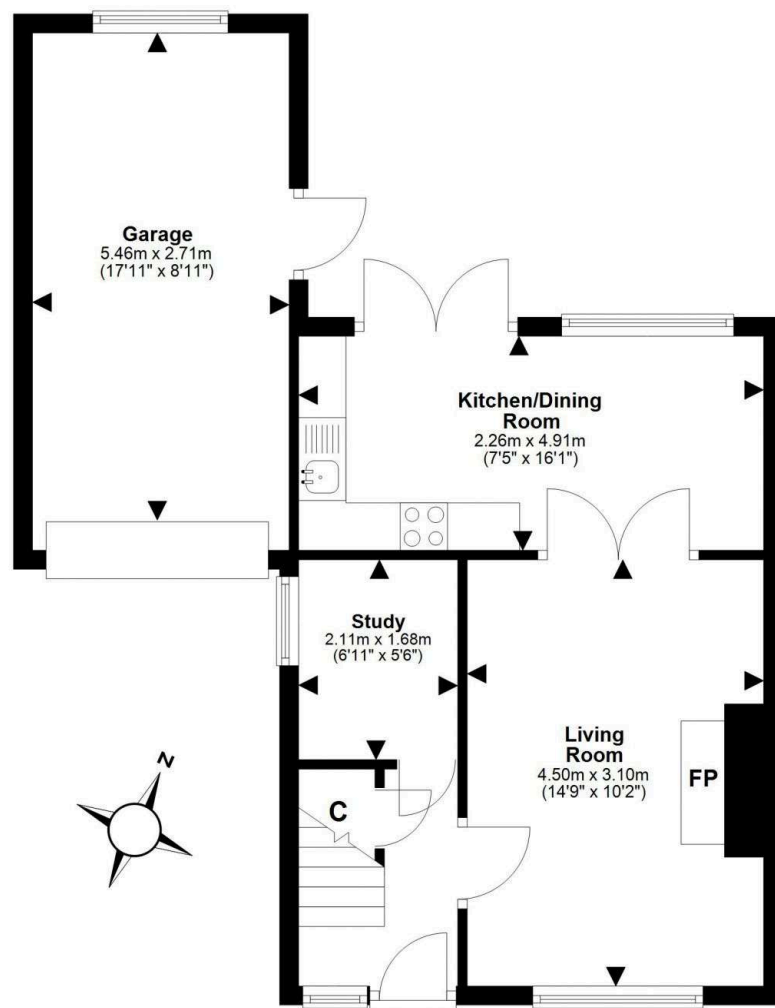 Garage
5.46m x 2.71m
(17'11" x 8'11")
Kitchen/Dining
Room
2.26m x 4.91m
(7'5" x 16'1")
Study
2.11m x 1.68m
(6'11" x 5'6")
Living
Room
4.50m x 3.10m
(14'9" x 10'2")
FP
C
N